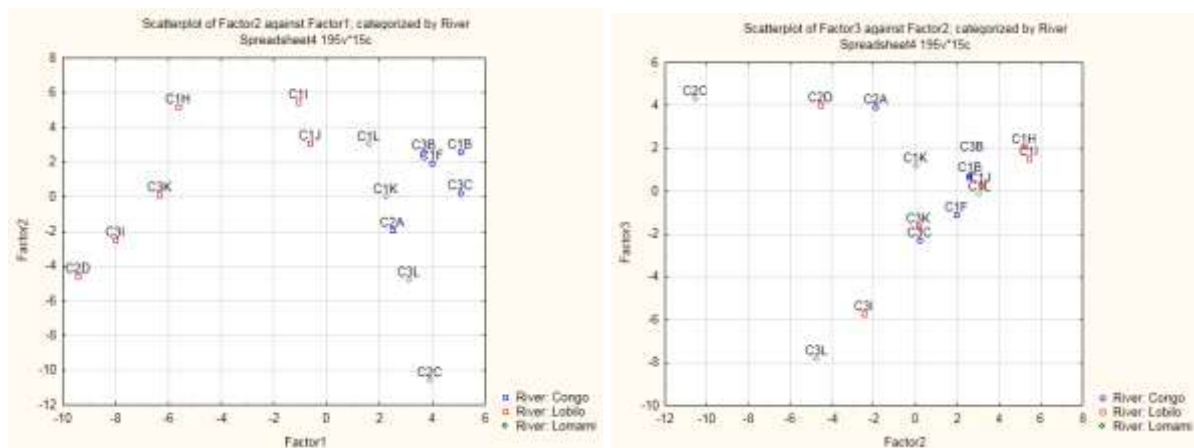 Scatterplot of Factor2 against Factor1, categorized by River
Spreadsheet4 195v*15c
8
6
4
2
0
-2
-4
-6
-8
-10
-12
Factor2
C1H
C1I
C1J
C1L
C3B
C1B
C1F
C3K
C1K
C3C
C2A
C3I
C2D
C3L
C2C
-10
-8
-6
-4
-2
0
2
4
6
Factor1
River: Congo
River: Lobilo
River: Lomami
Scatterplot of Factor3 against Factor2, categorized by River
Spreadsheet4 195v*15c
6
4
2
0
-2
-4
-6
-8
-10
Factor3
C2C
C2D
C2A
C1H
C3B
C1I
C1K
C1B
C1J
C1L
C1F
C3K
C3C
C3I
C3L
-12
-10
-8
-6
-4
-2
0
2
4
6
8
Factor2
River: Congo
River: Lobilo
River: Lomami